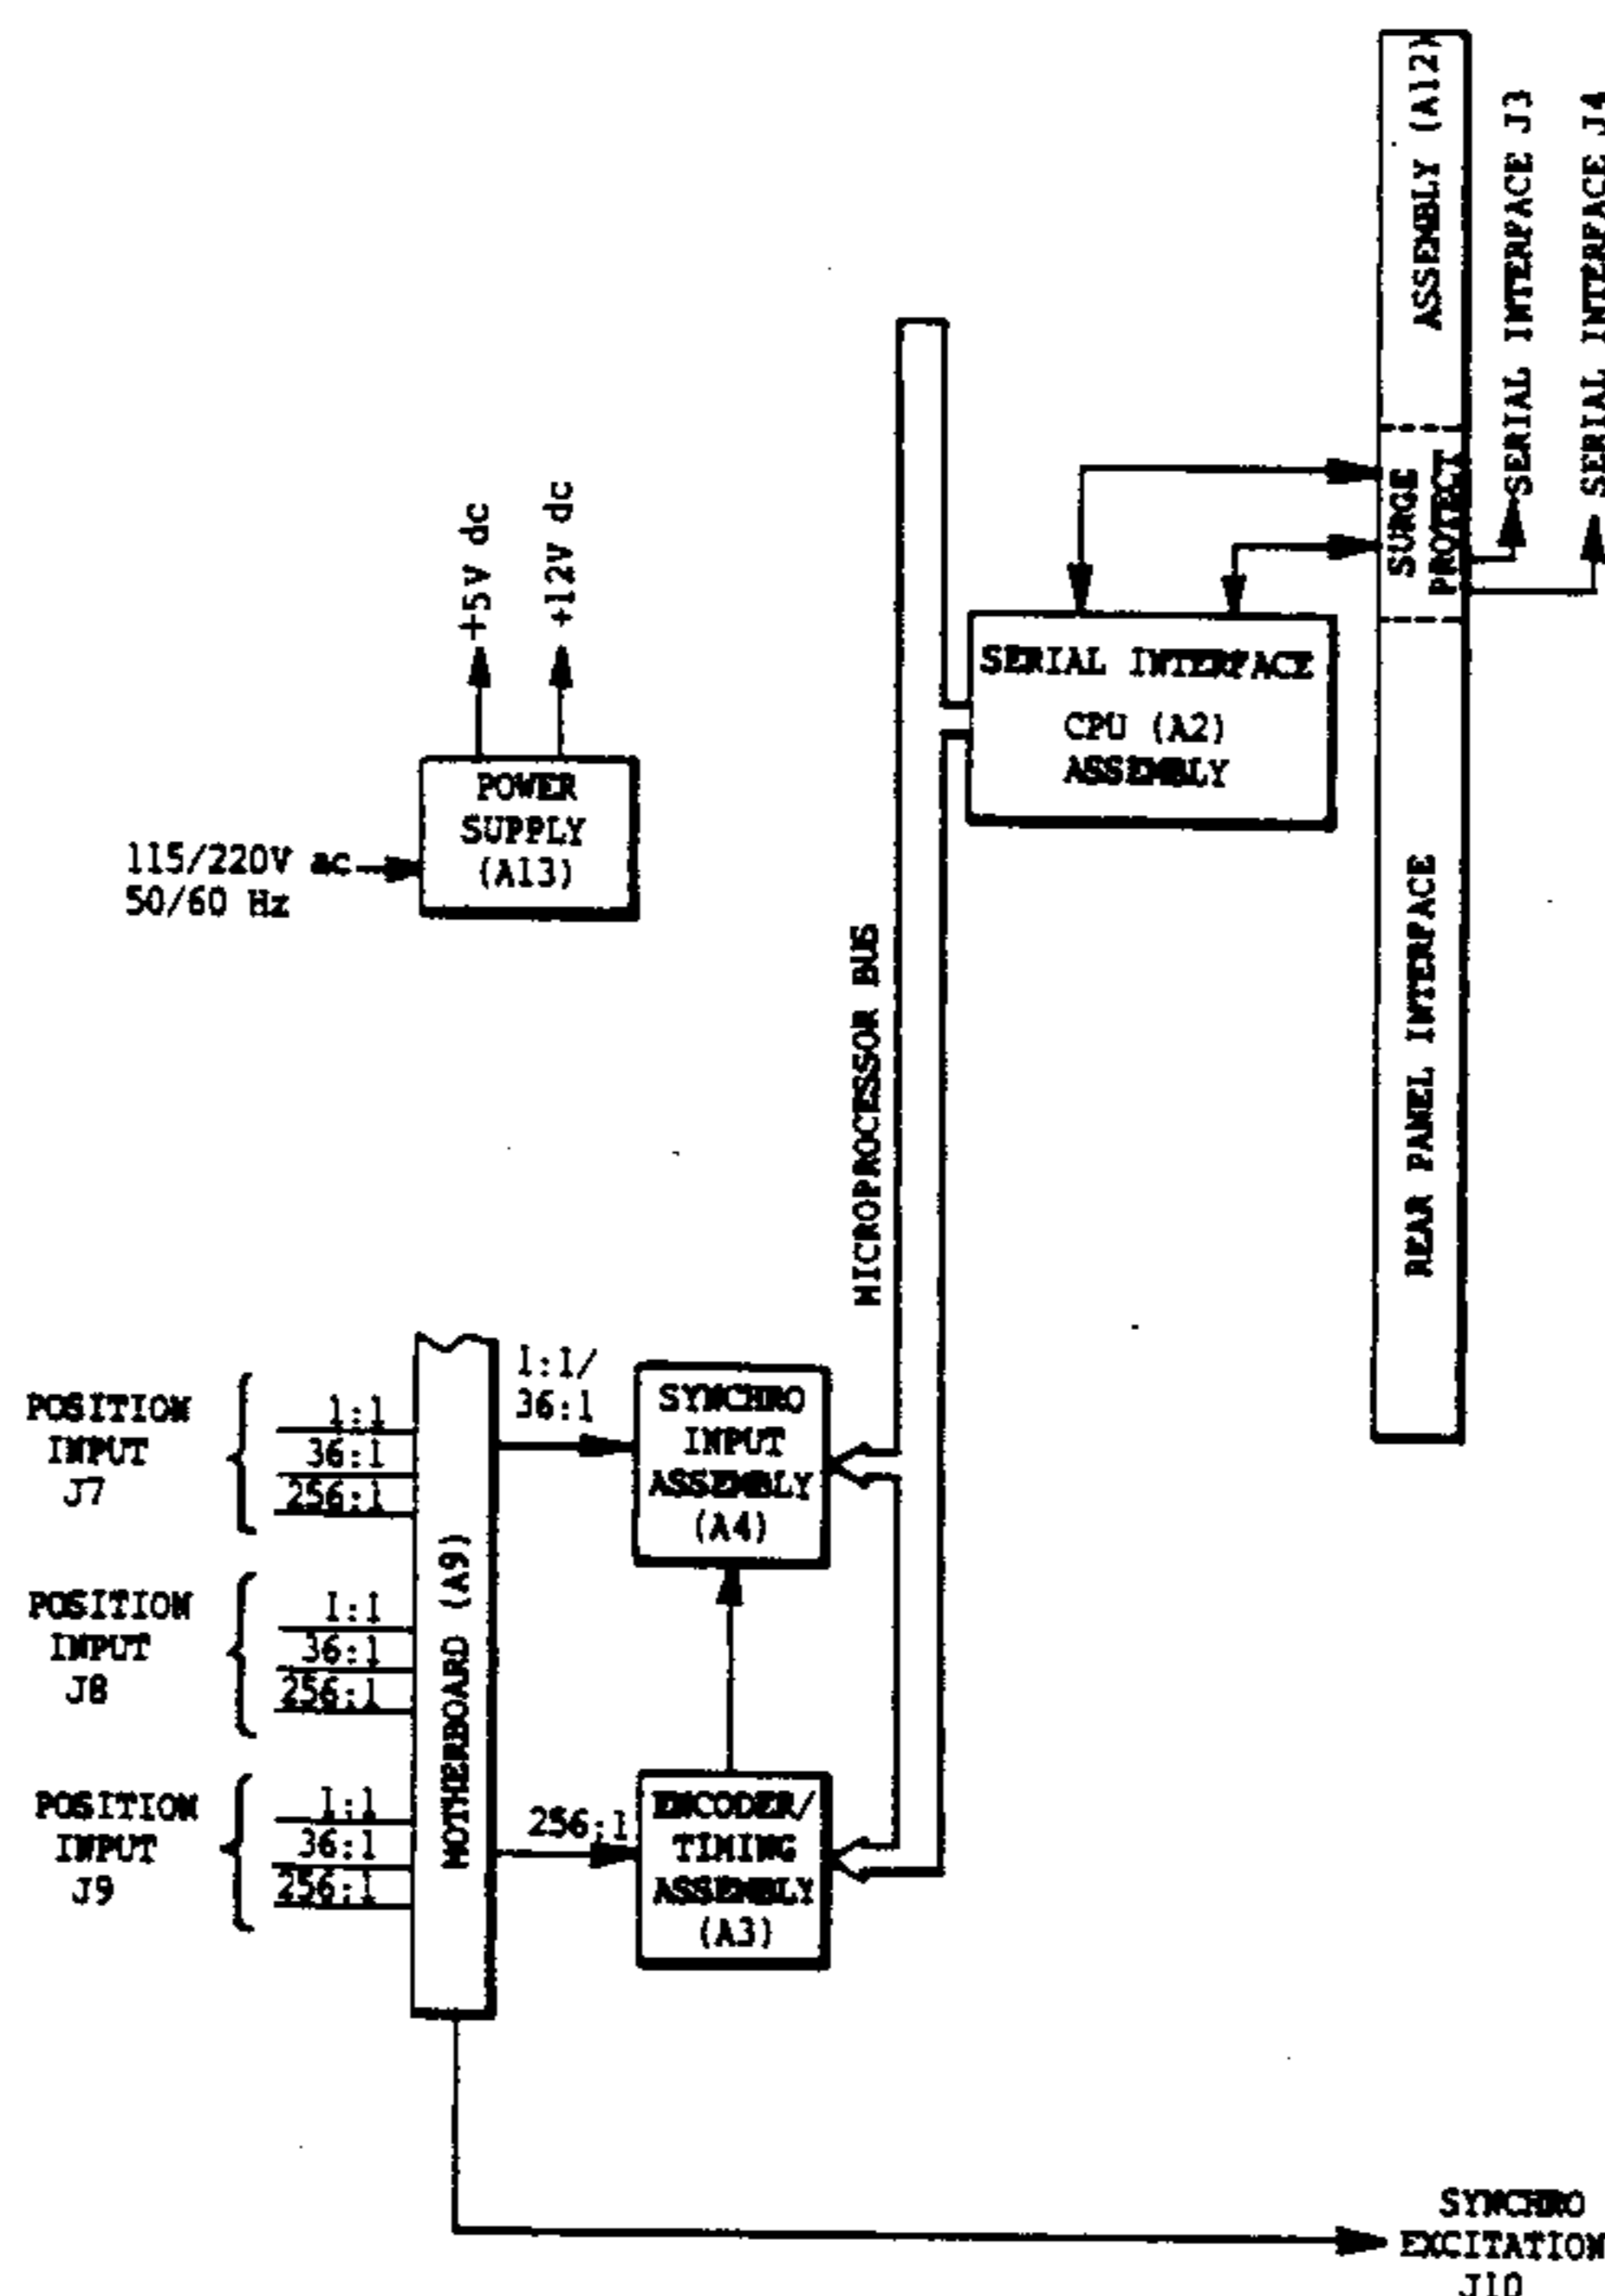 ASSEMBLY (A12)
SERIAL INTERFACE J3
SERIAL INTERFACE J4
SURGE
PROTECT
REAR PANEL INTERFACE
+5V dc
+12V dc
POWER
SUPPLY
(A13)
115/220V ac
50/60 Hz
SERIAL INTERFACE
CPU (A2)
ASSEMBLY
MICROPROCESSOR BUS
POSITION
INPUT
J7
1:1
36:1
256:1
POSITION
INPUT
J8
1:1
36:1
256:1
POSITION
INPUT
J9
1:1
36:1
256:1
MOTHERBOARD (A9)
1:1/
36:1
SYNCHRO
INPUT
ASSEMBLY
(A4)
256:1
ENCODER/
TIMING
ASSEMBLY
(A3)
SYNCHRO
EXCITATION
J10